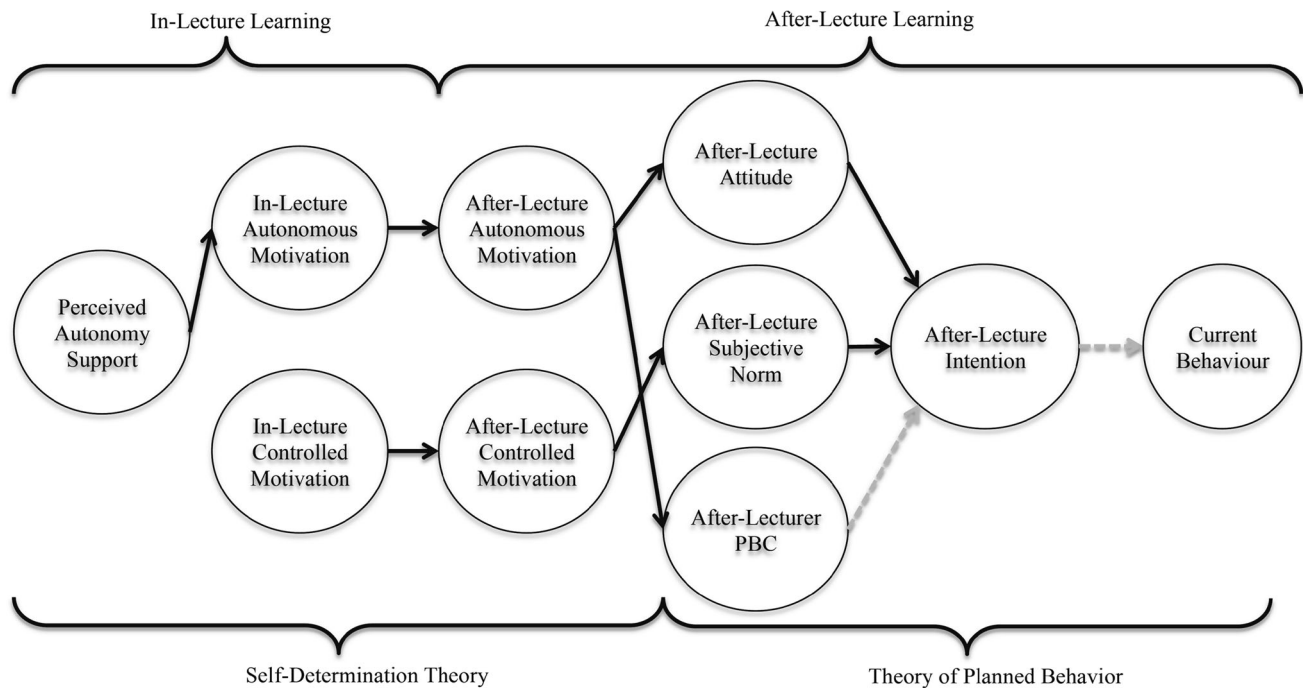 In-Lecture Learning
After-Lecture Learning
Perceived
Autonomy
Support
In-Lecture
Autonomous
Motivation
In-Lecture
Controlled
Motivation
After-Lecture
Autonomous
Motivation
After-Lecture
Controlled
Motivation
After-Lecture
Attitude
After-Lecture
Subjective
Norm
After-Lecturer
PBC
After-Lecture
Intention
Current
Behaviour
Self-Determination Theory
Theory of Planned Behavior